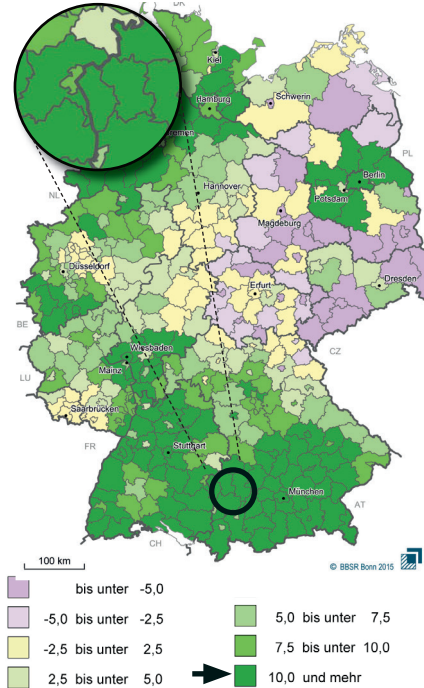 DK
Kiel
Hamburg
Schwerin
PL
Berlin
NL
Hannover
Potsdam
Magdeburg
Düsseldorf
Erfurt
Dresden
BE
Wiesbaden
CZ
LU
Mainz
Saarbrücken
FR
Stuttgart
München
AT
CH
100 km
© BBSR Bonn 2015
bis unter -5,0
-5,0 bis unter -2,5
-2,5 bis unter 2,5
2,5 bis unter 5,0
5,0 bis unter 7,5
7,5 bis unter 10,0
10,0 und mehr